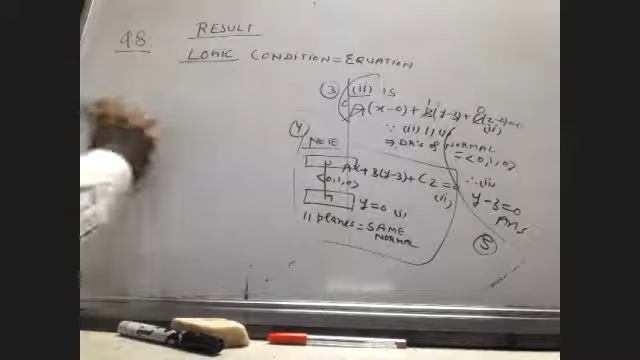 98
RESULT
LOGIC CONDITION = EQUATION
③ (ii) is
A(x-0) + B(y-3) + C(z-0)=0
∵ (ii) || (i)
⇒ DR's OF NORMAL
= <0,1,0>
∴ (ii)
y-3=0
Ans
⑤
④
NOTE
Ax + B(y-3) + Cz = 0
(ii)
<0,1,0>
y=0 (i)
|| planes = SAME
NORMAL